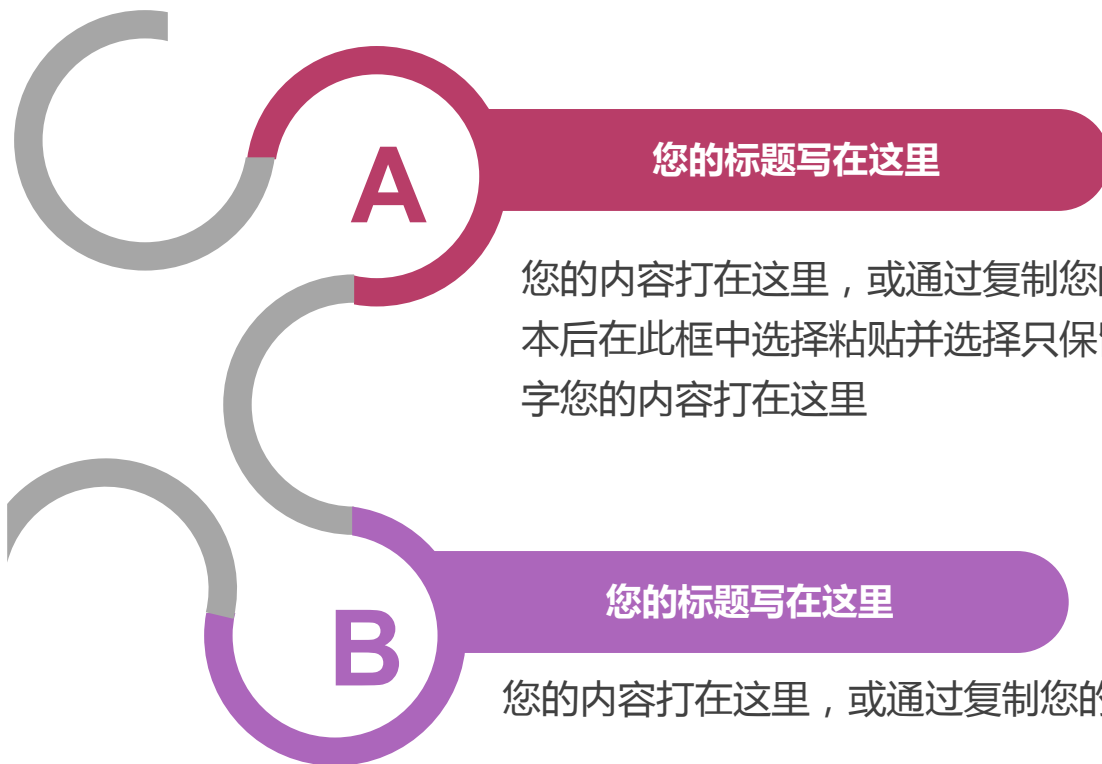 A
您的标题写在这里
您的内容打在这里，或通过复制您
本后在此框中选择粘贴并选择只保
字您的内容打在这里
B
您的标题写在这里
您的内容打在这里，或通过复制您的